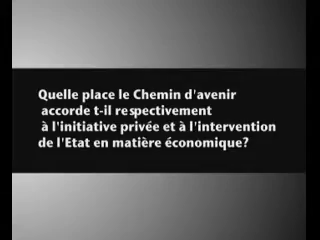 Quelle place le Chemin d'avenir
accorde t-il respectivement
à l'initiative privée et à l'intervention
de l'Etat en matière économique?